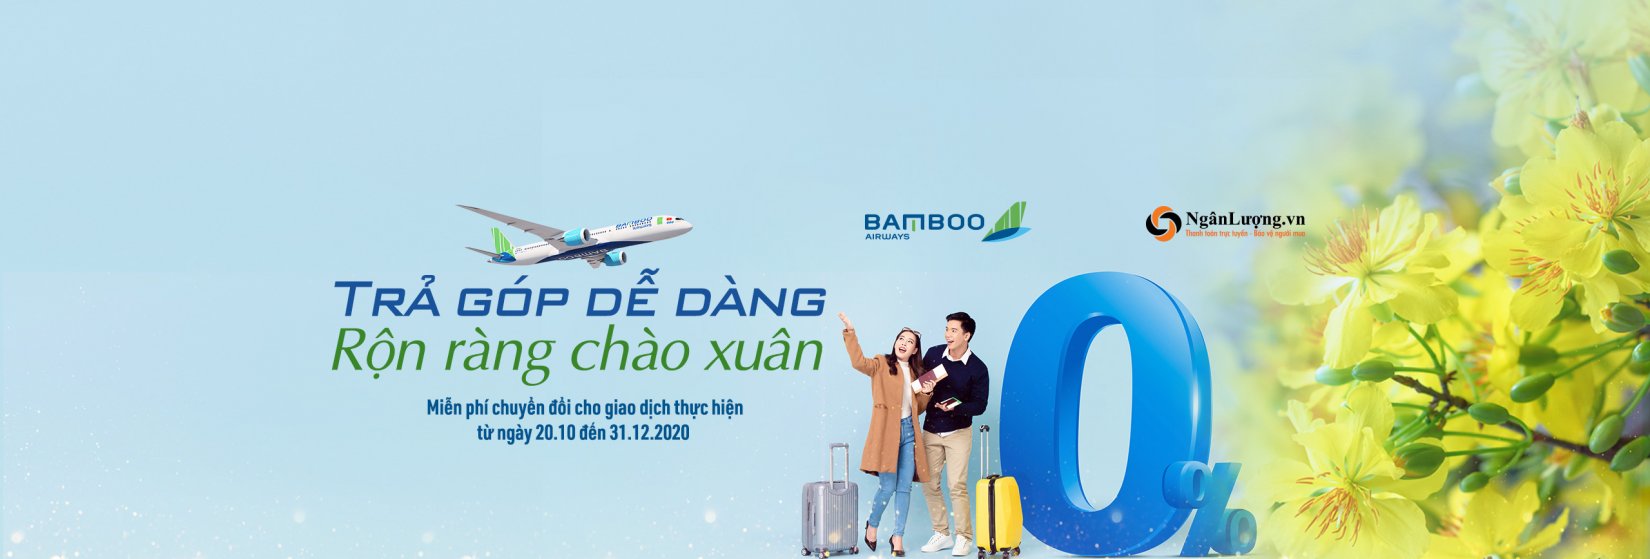 BAMBOO
AIRWAYS
BAMBOO
AIRWAYS
NgânLượng.vn
Thanh toán trực tuyến - Bảo vệ người mua
TRẢ GÓP DỄ DÀNG
Rộn ràng chào xuân
Miễn phí chuyển đổi cho giao dịch thực hiện
từ ngày 20.10 đến 31.12.2020
0%